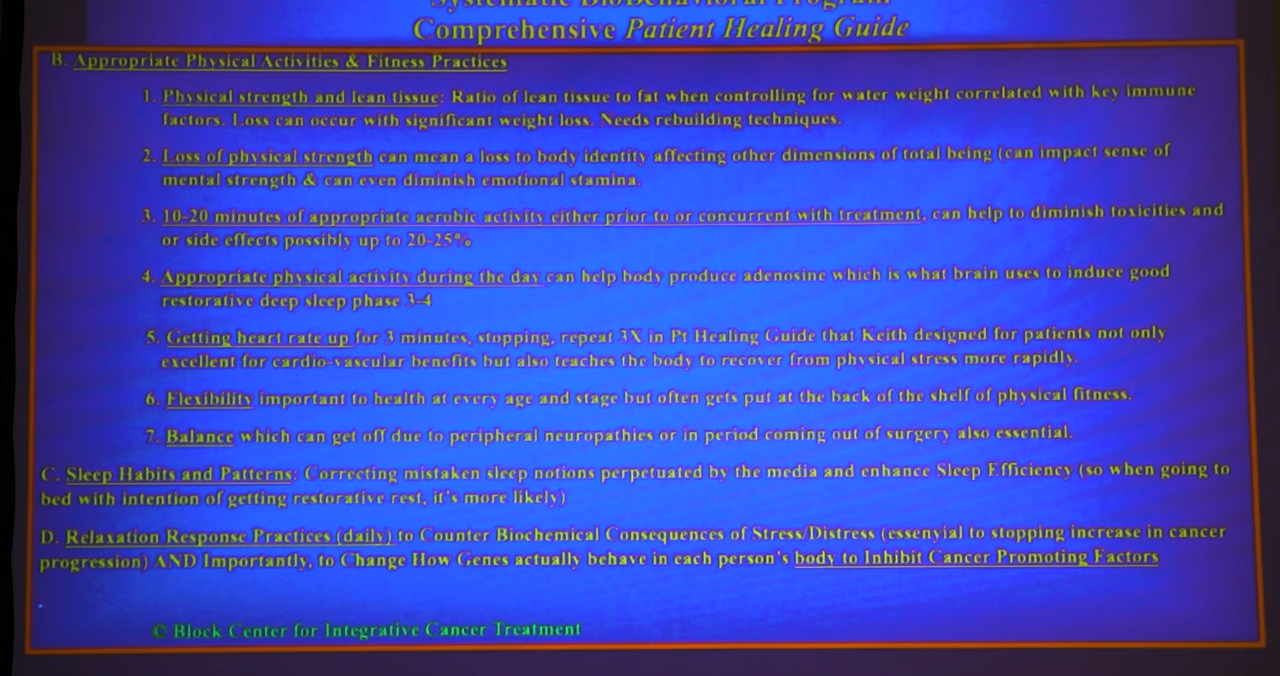 Systematic BioBehavioral Program
Comprehensive Patient Healing Guide
B. Appropriate Physical Activities & Fitness Practices
1. Physical strength and lean tissue: Ratio of lean tissue to fat when controlling for water weight correlated with key immune
factors. Loss can occur with significant weight loss. Needs rebuilding techniques.
2. Loss of physical strength can mean a loss to body identity affecting other dimensions of total being (can impact sense of
mental strength & can even diminish emotional stamina.
3. 10-20 minutes of appropriate aerobic activity either prior to or concurrent with treatment, can help to diminish toxicities and
or side effects possibly up to 20-25%
4. Appropriate physical activity during the day can help body produce adenosine which is what brain uses to induce good
restorative deep sleep phase 3-4
5. Getting heart rate up for 3 minutes, stopping, repeat 3X in Pt Healing Guide that Keith designed for patients not only
excellent for cardio-vascular benefits but also teaches the body to recover from physical stress more rapidly.
6. Flexibility important to health at every age and stage but often gets put at the back of the shelf of physical fitness.
7. Balance which can get off due to peripheral neuropathies or in period coming out of surgery also essential.
C. Sleep Habits and Patterns: Correcting mistaken sleep notions perpetuated by the media and enhance Sleep Efficiency (so when going to
bed with intention of getting restorative rest, it's more likely)
D. Relaxation Response Practices (daily) to Counter Biochemical Consequences of Stress/Distress (essenyial to stopping increase in cancer
progression) AND Importantly, to Change How Genes actually behave in each person's body to Inhibit Cancer Promoting Factors
© Block Center for Integrative Cancer Treatment